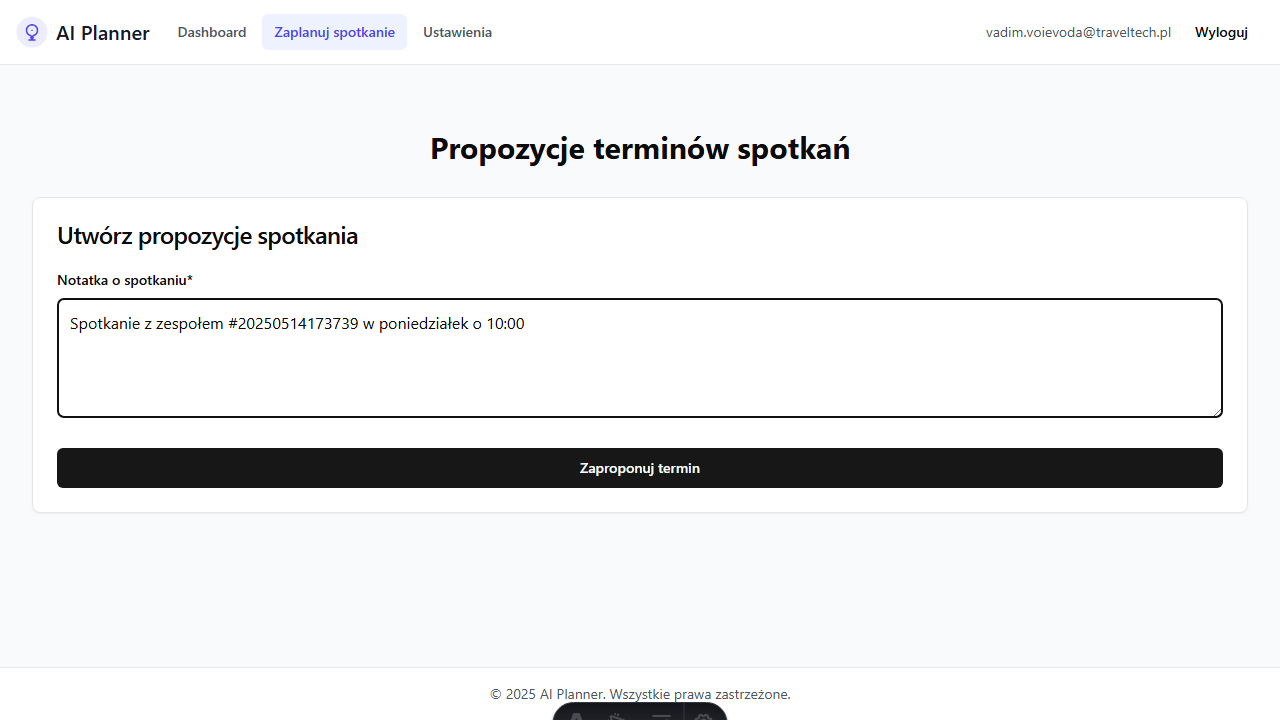 AI Planner Dashboard Zaplanuj spotkanie Ustawienia vadim.voievoda@traveltech.pl Wyloguj
Propozycje terminów spotkań
Utwórz propozycje spotkania
Notatka o spotkaniu*
Spotkanie z zespołem #20250514173739 w poniedziałek o 10:00
Zaproponuj termin
© 2025 AI Planner. Wszystkie prawa zastrzeżone.